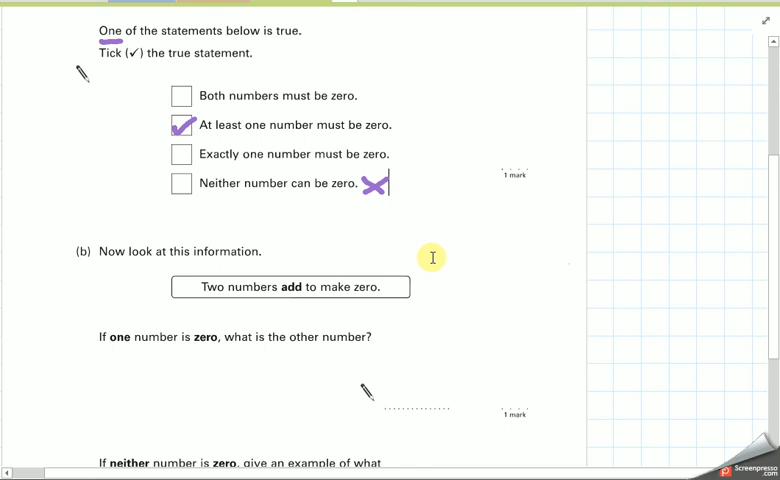 One of the statements below is true.
Tick (✓) the true statement.
Both numbers must be zero.
At least one number must be zero.
Exactly one number must be zero.
Neither number can be zero.
1 mark
(b) Now look at this information.
Two numbers add to make zero.
If one number is zero, what is the other number?
1 mark
If neither number is zero, give an example of what
Screenpresso
.com